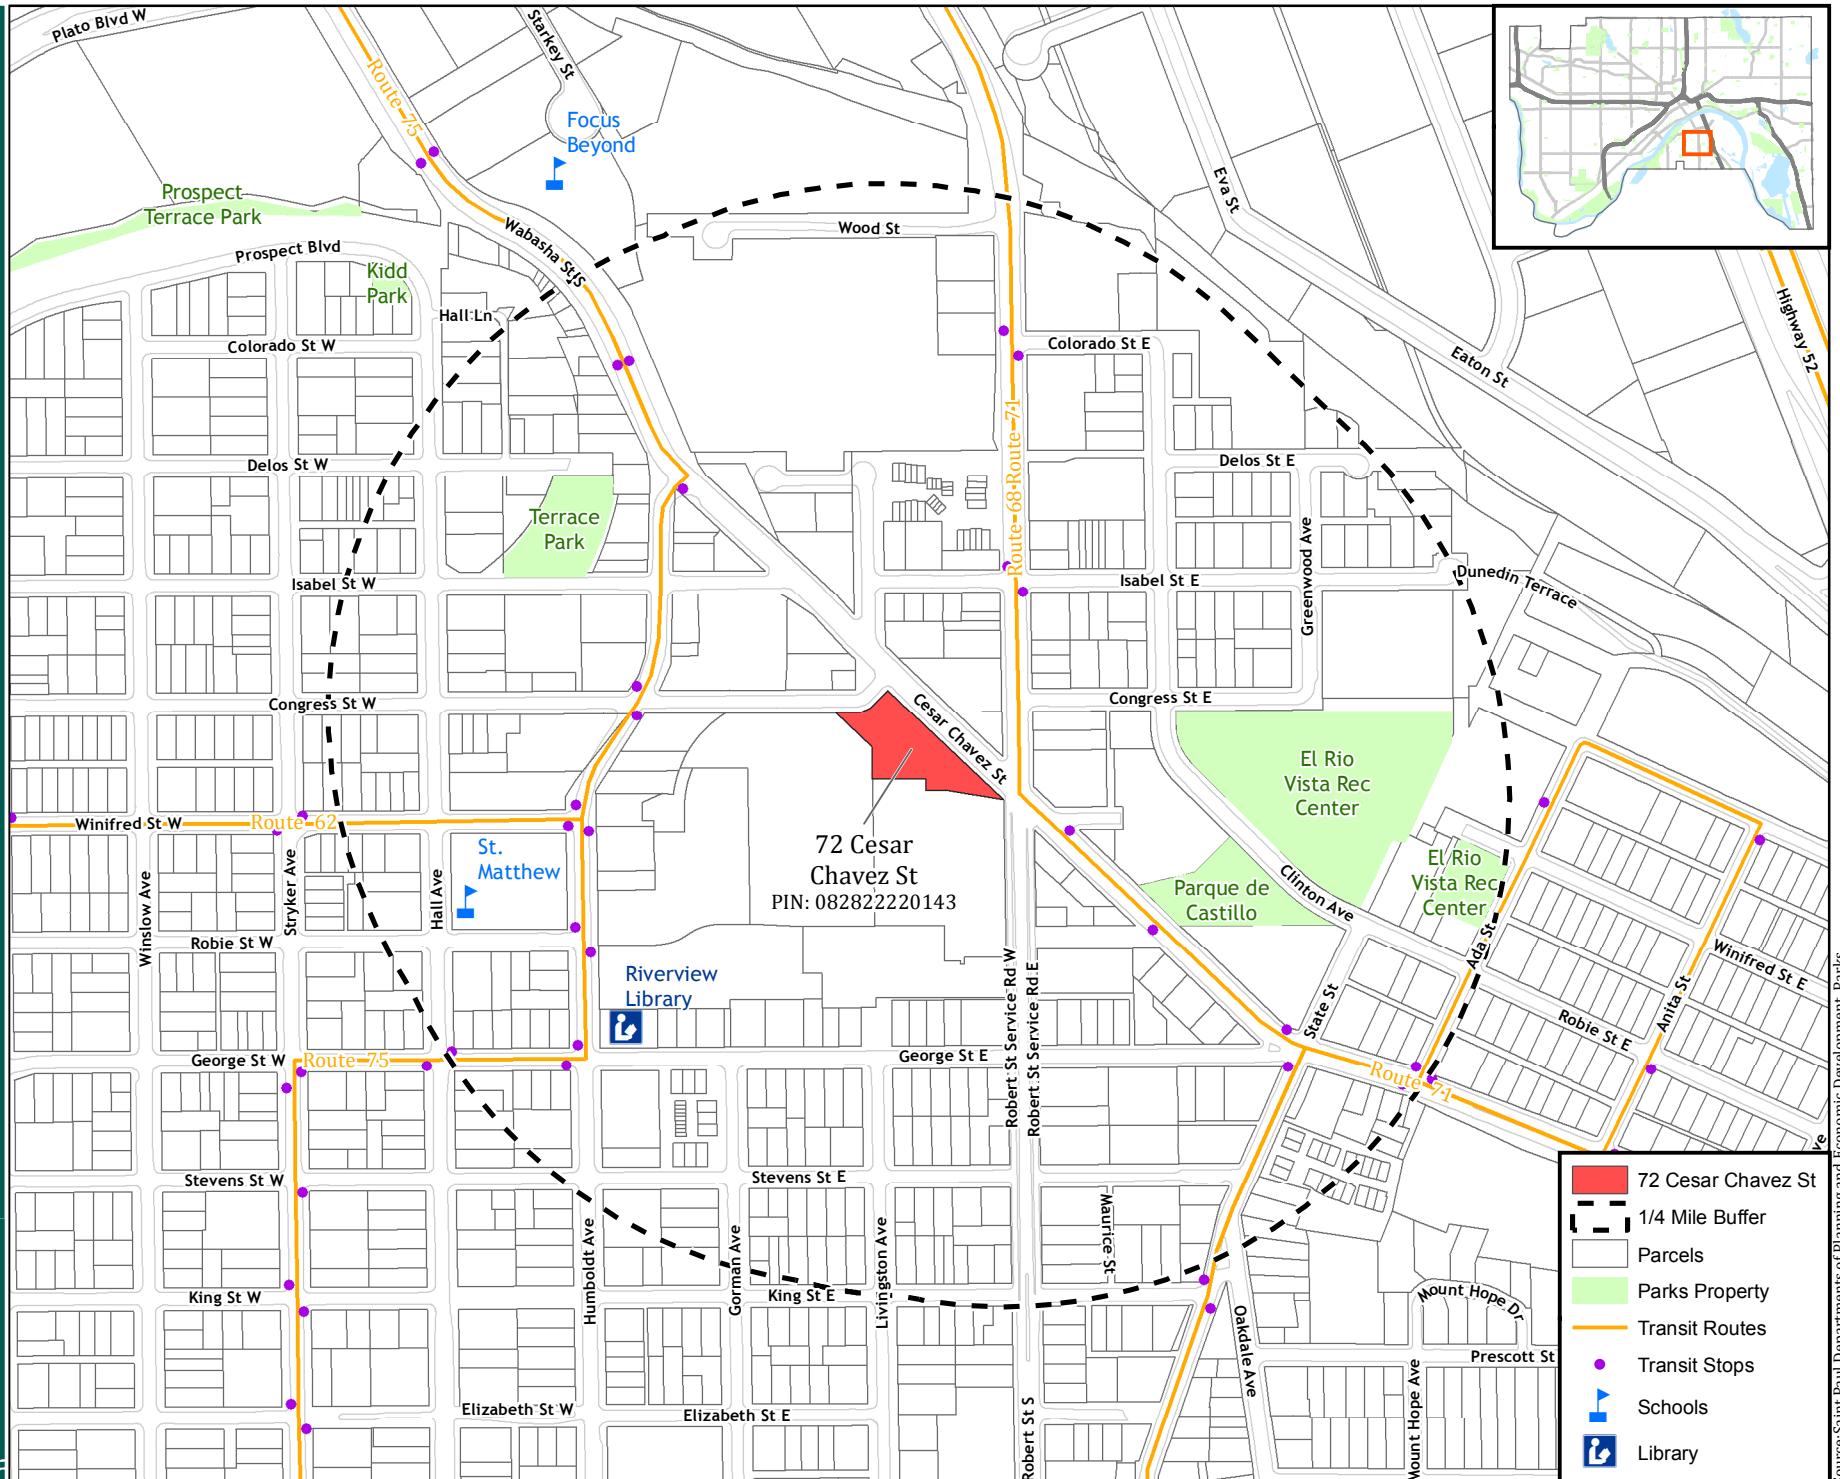 Plato Blvd W
Starkey St
Route 75
Focus
Beyond
Eva St
Prospect
Terrace Park
Wabasha St S
Wood St
Prospect Blvd
Kidd
Park
Highway 52
Hall Ln
Colorado St W
Colorado St E
Eaton St
Route 68
Route 71
Delos St W
Delos St E
Terrace
Park
Greenwood Ave
Isabel St W
Isabel St E
Dunedin Terrace
Congress St W
Congress St E
Cesar Chavez St
El Rio
Vista Rec
Center
Winifred St W
Route 62
72 Cesar
Chavez St
PIN: 082822220143
St.
Matthew
El Rio
Vista Rec
Center
Parque de
Castillo
Clinton Ave
Winslow Ave
Stryker Ave
Hall Ave
Robie St W
Ada St
Winifred St E
Riverview
Library
Robert St Service Rd W
Robert St Service Rd E
State St
Anita St
Robie St E
George St W
Route 75
George St E
Route 71
Stevens St W
Stevens St E
Humboldt Ave
Gorman Ave
Livingston Ave
Maurice St
King St W
King St E
Oakdale Ave
Mount Hope Dr
Prescott St
Mount Hope Ave
Elizabeth St W
Elizabeth St E
Robert St S
72 Cesar Chavez St
1/4 Mile Buffer
Parcels
Parks Property
Transit Routes
Transit Stops
Schools
Library